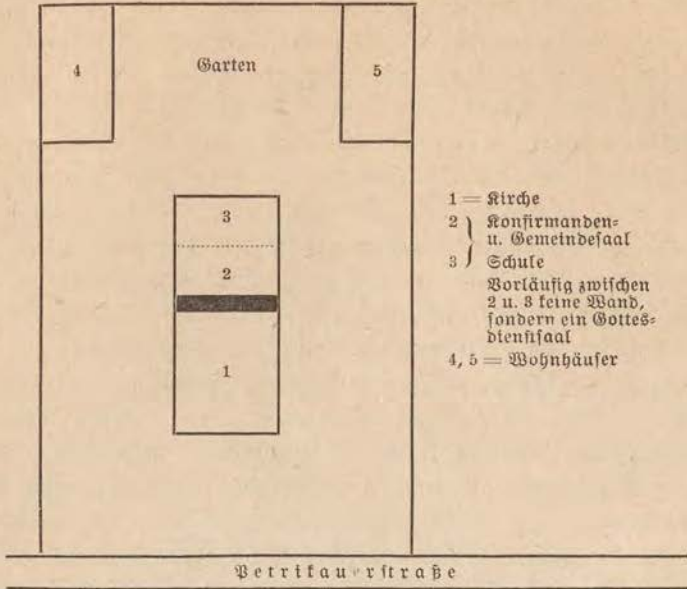 4
Garten
5
3
2
1
1 = Kirche
2 } Konfirmanden=
u. Gemeindesaal
3 } Schule
Vorläufig zwischen
2 u. 3 keine Wand,
sondern ein Gottes=
dienstsaal
4, 5 = Wohnhäuser
Petrikauerstraße